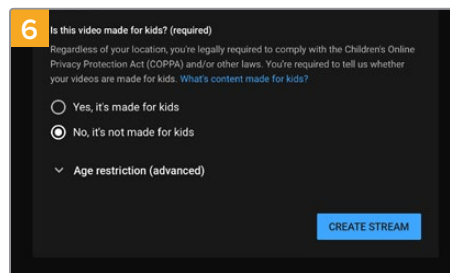 6
Is this video made for kids? (required)
Regardless of your location, you're legally required to comply with the Children's Online
Privacy Protection Act (COPPA) and/or other laws. You're required to tell us whether
your videos are made for kids. What's content made for kids?
Yes, it's made for kids
No, it's not made for kids
Age restriction (advanced)
CREATE STREAM